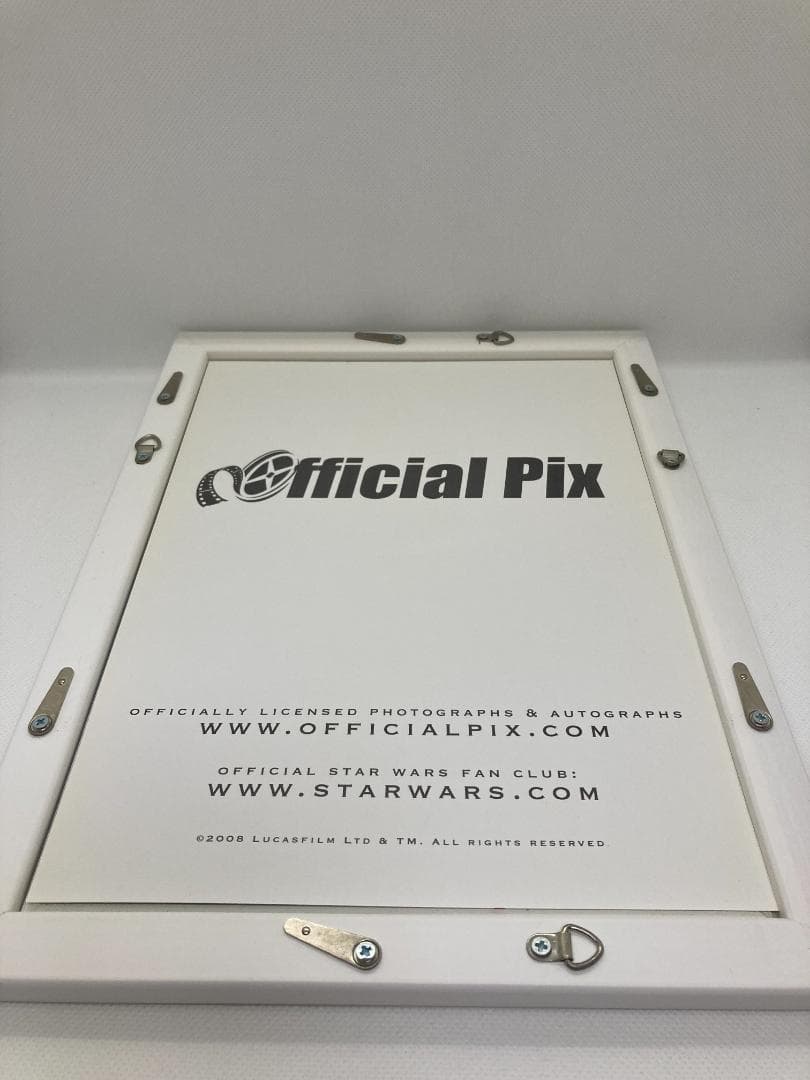 Official Pix
OFFICIALLY LICENSED PHOTOGRAPHS & AUTOGRAPHS
WWW.OFFICIALPIX.COM
OFFICIAL STAR WARS FAN CLUB:
WWW.STARWARS.COM
©2008 LUCASFILM LTD & TM. ALL RIGHTS RESERVED.